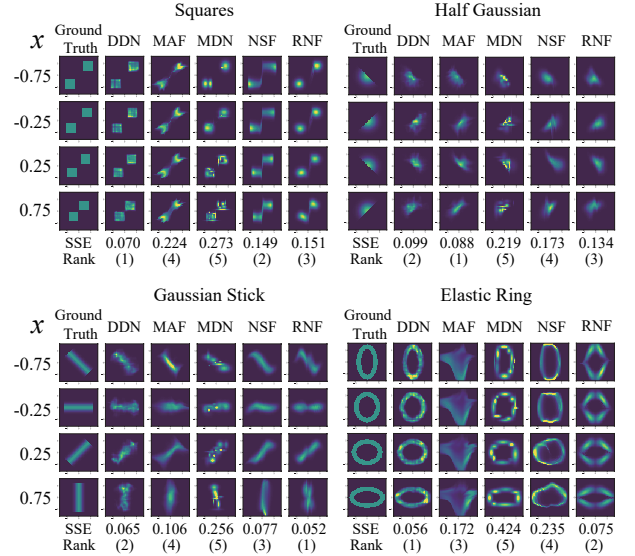 Squares
x Ground Truth DDN MAF MDN NSF RNF
-0.75
-0.25
0.25
0.75
SSE 0.070 0.224 0.273 0.149 0.151
Rank (1) (4) (5) (2) (3)
Half Gaussian
Ground Truth DDN MAF MDN NSF RNF
SSE 0.099 0.088 0.219 0.173 0.134
Rank (2) (1) (5) (4) (3)
Gaussian Stick
x Ground Truth DDN MAF MDN NSF RNF
-0.75
-0.25
0.25
0.75
SSE 0.065 0.106 0.256 0.077 0.052
Rank (2) (4) (5) (3) (1)
Elastic Ring
Ground Truth DDN MAF MDN NSF RNF
SSE 0.056 0.172 0.424 0.235 0.075
Rank (1) (3) (5) (4) (2)